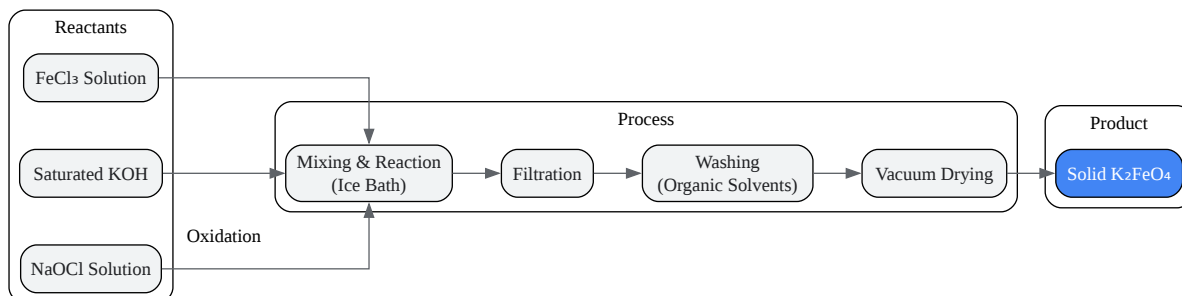 Reactants
FeCl₃ Solution
Saturated KOH
NaOCl Solution
Oxidation
Process
Mixing & Reaction
(Ice Bath)
Filtration
Washing
(Organic Solvents)
Vacuum Drying
Product
Solid K₂FeO₄